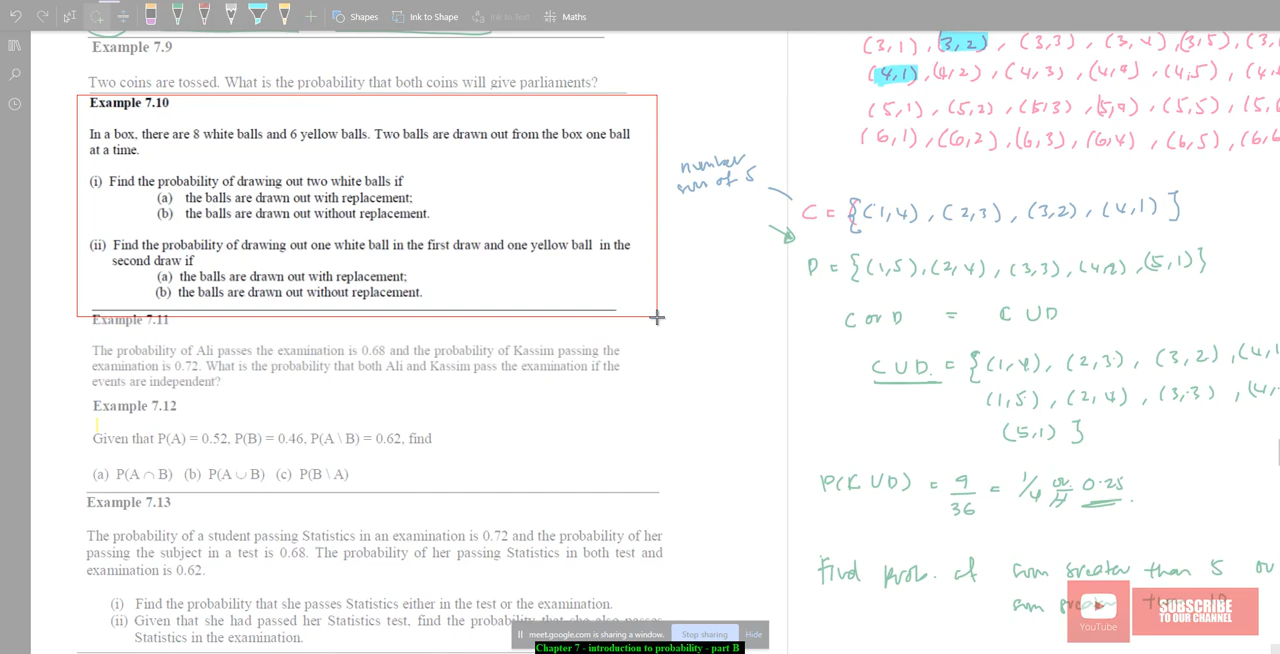 Shapes
Ink to Shape
Ink to Text
Maths
Example 7.9
Two coins are tossed. What is the probability that both coins will give parliaments?
Example 7.10
In a box, there are 8 white balls and 6 yellow balls. Two balls are drawn out from the box one ball
at a time.
(i) Find the probability of drawing out two white balls if
(a) the balls are drawn out with replacement;
(b) the balls are drawn out without replacement.
(ii) Find the probability of drawing out one white ball in the first draw and one yellow ball in the
second draw if
(a) the balls are drawn out with replacement;
(b) the balls are drawn out without replacement.
Example 7.11
The probability of Ali passes the examination is 0.68 and the probability of Kassim passing the
examination is 0.72. What is the probability that both Ali and Kassim pass the examination if the
events are independent?
Example 7.12
Given that P(A) = 0.52, P(B) = 0.46, P(A \ B) = 0.62, find
(a) P(A ∩ B) (b) P(A ∪ B) (c) P(B \ A)
Example 7.13
The probability of a student passing Statistics in an examination is 0.72 and the probability of her
passing the subject in a test is 0.68. The probability of her passing Statistics in both test and
examination is 0.62.
(i) Find the probability that she passes Statistics either in the test or the examination.
(ii) Given that she had passed her Statistics test, find the probability that she also passes
Statistics in the examination.
(3,1), (3,2), (3,3), (3,4), (3,5), (3,
(4,1), (4,2), (4,3), (4,4), (4,5), (4,
(5,1), (5,2), (5,3), (5,4), (5,5), (5,6
(6,1), (6,2), (6,3), (6,4), (6,5), (6,6
number
sum of 5
C = {(1,4), (2,3), (3,2), (4,1)}
D = {(1,5), (2,4), (3,3), (4,2), (5,1)}
C or D = C U D
C U D = {(1,4), (2,3), (3,2), (4,1
(1,5), (2,4), (3,3), (4,
(5,1)}
P(C U D) = 9/36 = 1/4 or 0.25
Find prob. of sum greater than 5 or
sum
YouTube
SUBSCRIBE
TO OUR CHANNEL
meet.google.com is sharing a window.
Stop sharing
Hide
Chapter 7 - introduction to probability - part B